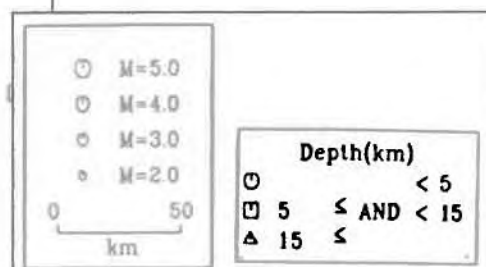 M=5.0
M=4.0
M=3.0
M=2.0
0 50
km
Depth(km)
< 5
5 ≤ AND < 15
15 ≤